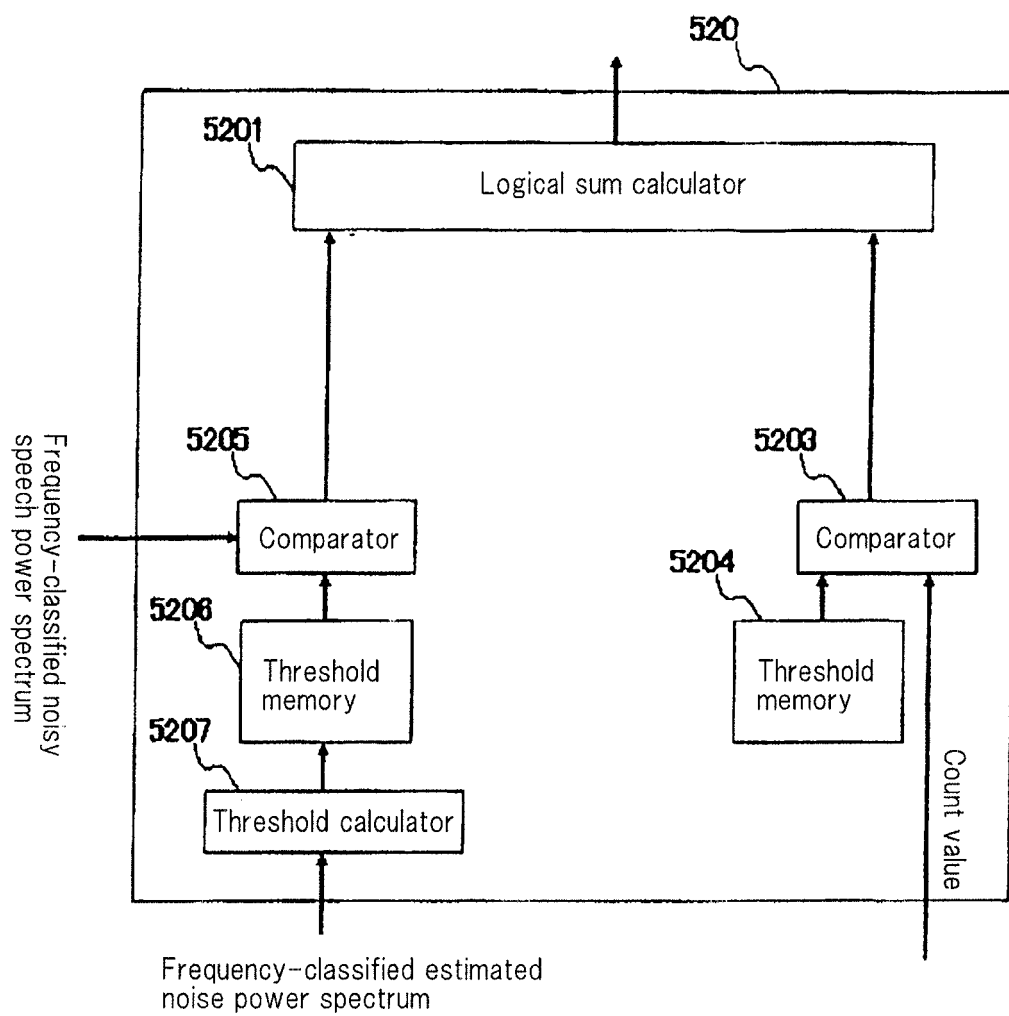 520
5201
Logical sum calculator
5205
5203
Comparator
Comparator
Frequency-classified noisy
speech power spectrum
5204
5206
Threshold
memory
Threshold
memory
5207
Threshold calculator
Count value
Frequency-classified estimated
noise power spectrum